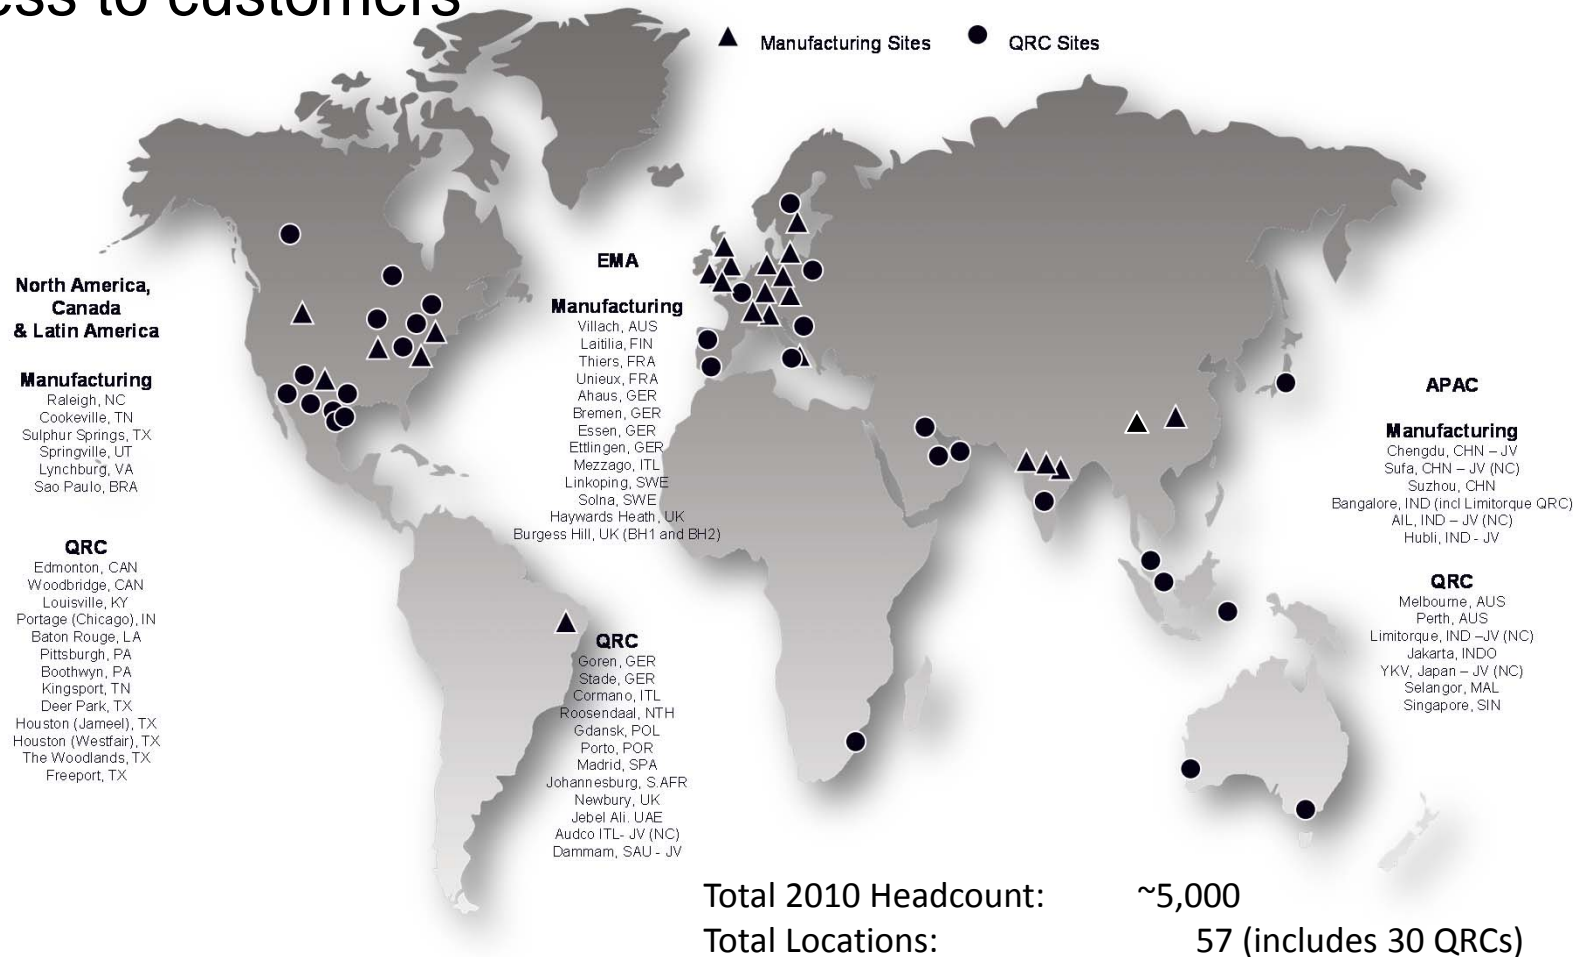 ess to customers
Manufacturing Sites
QRC Sites
North America,
Canada
& Latin America
Manufacturing
Raleigh, NC
Cookeville, TN
Sulphur Springs, TX
Springville, UT
Lynchburg, VA
Sao Paulo, BRA
QRC
Edmonton, CAN
Woodbridge, CAN
Louisville, KY
Portage (Chicago), IN
Baton Rouge, LA
Pittsburgh, PA
Boothwyn, PA
Kingsport, TN
Deer Park, TX
Houston (Jameel), TX
Houston (Westfair), TX
The Woodlands, TX
Freeport, TX
EMA
Manufacturing
Villach, AUS
Laitilia, FIN
Thiers, FRA
Unieux, FRA
Ahaus, GER
Bremen, GER
Essen, GER
Ettlingen, GER
Mezzago, ITL
Linkoping, SWE
Solna, SWE
Haywards Heath, UK
Burgess Hill, UK (BH1 and BH2)
QRC
Goren, GER
Stade, GER
Cormano, ITL
Roosendaal, NTH
Gdansk, POL
Porto, POR
Madrid, SPA
Johannesburg, S.AFR
Newbury, UK
Jebel Ali. UAE
Audco ITL- JV (NC)
Dammam, SAU - JV
APAC
Manufacturing
Chengdu, CHN – JV
Sufa, CHN – JV (NC)
Suzhou, CHN
Bangalore, IND (incl Limitorque QRC)
AIL, IND – JV (NC)
Hubli, IND - JV
QRC
Melbourne, AUS
Perth, AUS
Limitorque, IND –JV (NC)
Jakarta, INDO
YKV, Japan – JV (NC)
Selangor, MAL
Singapore, SIN
Total 2010 Headcount: ~5,000
Total Locations: 57 (includes 30 QRCs)